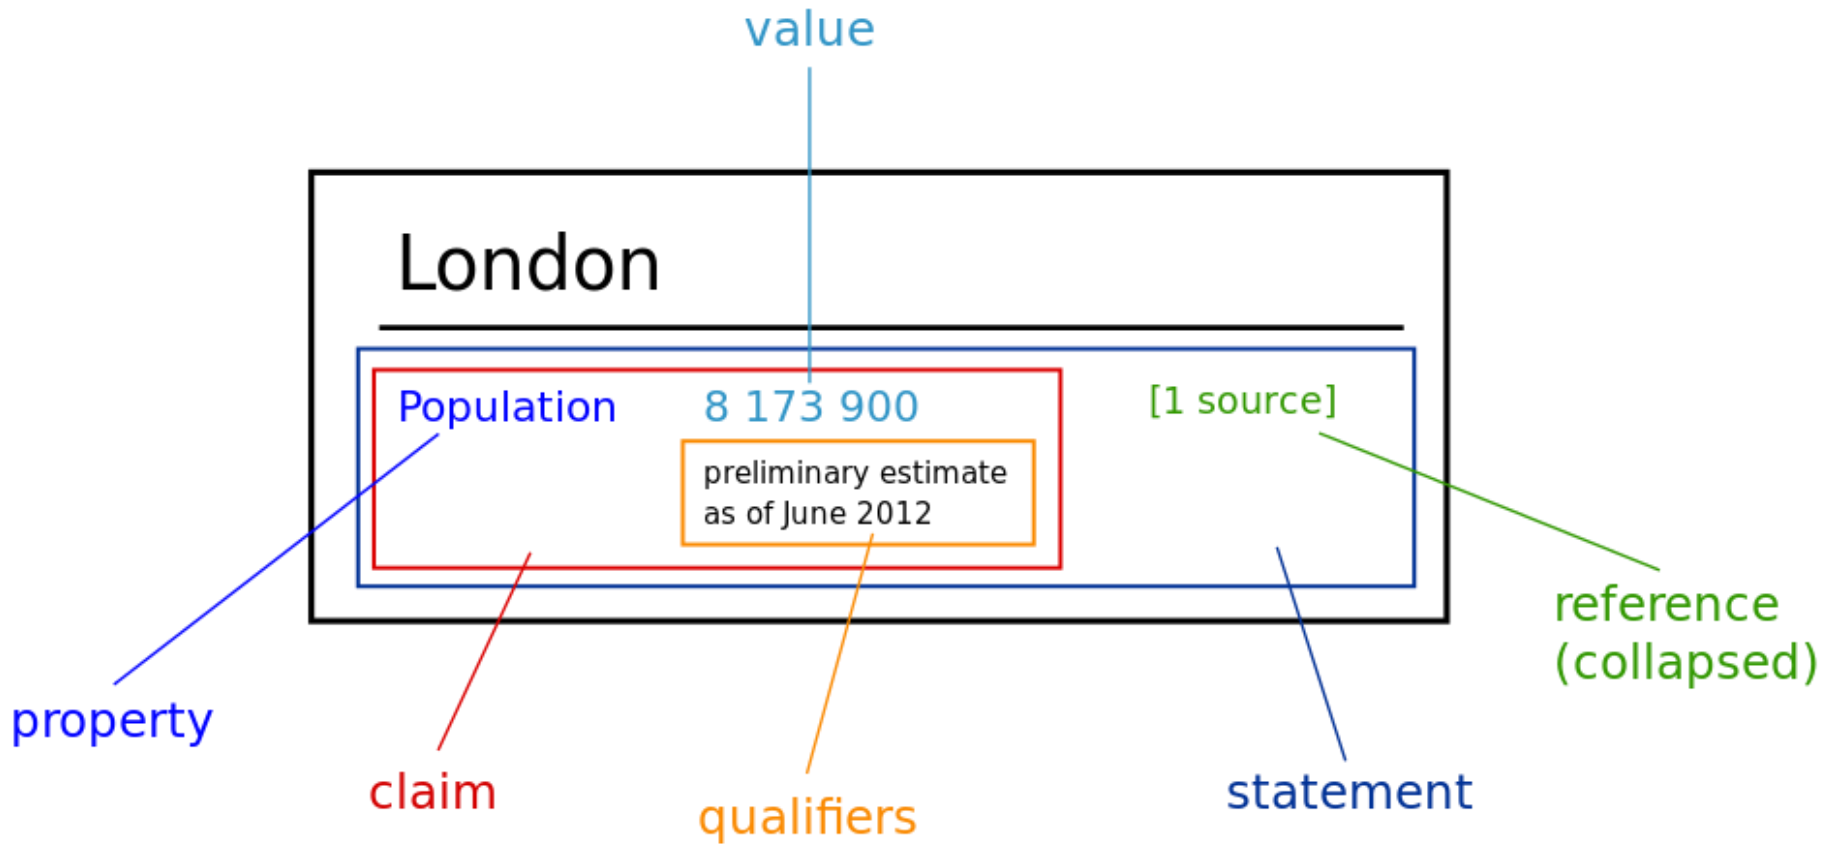 value
London
Population 8 173 900 [1 source]
preliminary estimate
as of June 2012
reference
(collapsed)
property
claim
qualifiers
statement